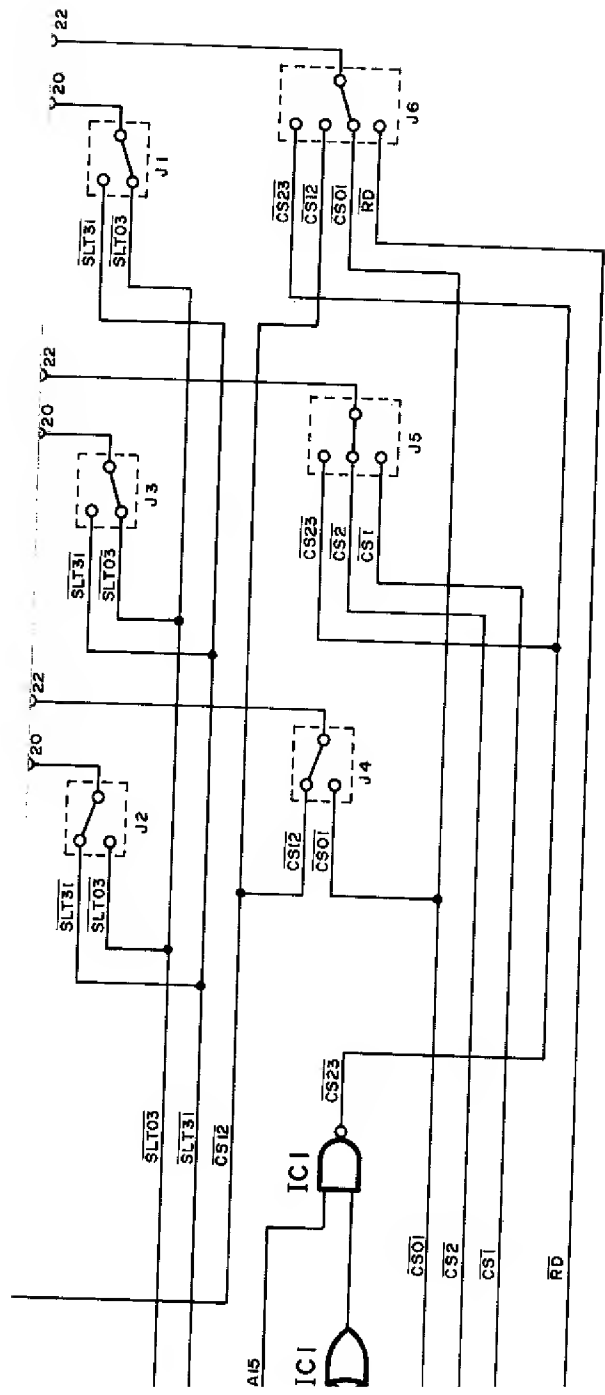 22
20
J1
J6
SLT31
SLT03
CS23
CS12
CS01
RD
22
20
J3
J5
SLT31
SLT03
CS23
CS2
CS1
22
20
J2
J4
SLT31
SLT03
CS12
CS01
SLT03
SLT31
CS12
CS23
IC1
CS01
CS2
CS1
RD
A15
IC1